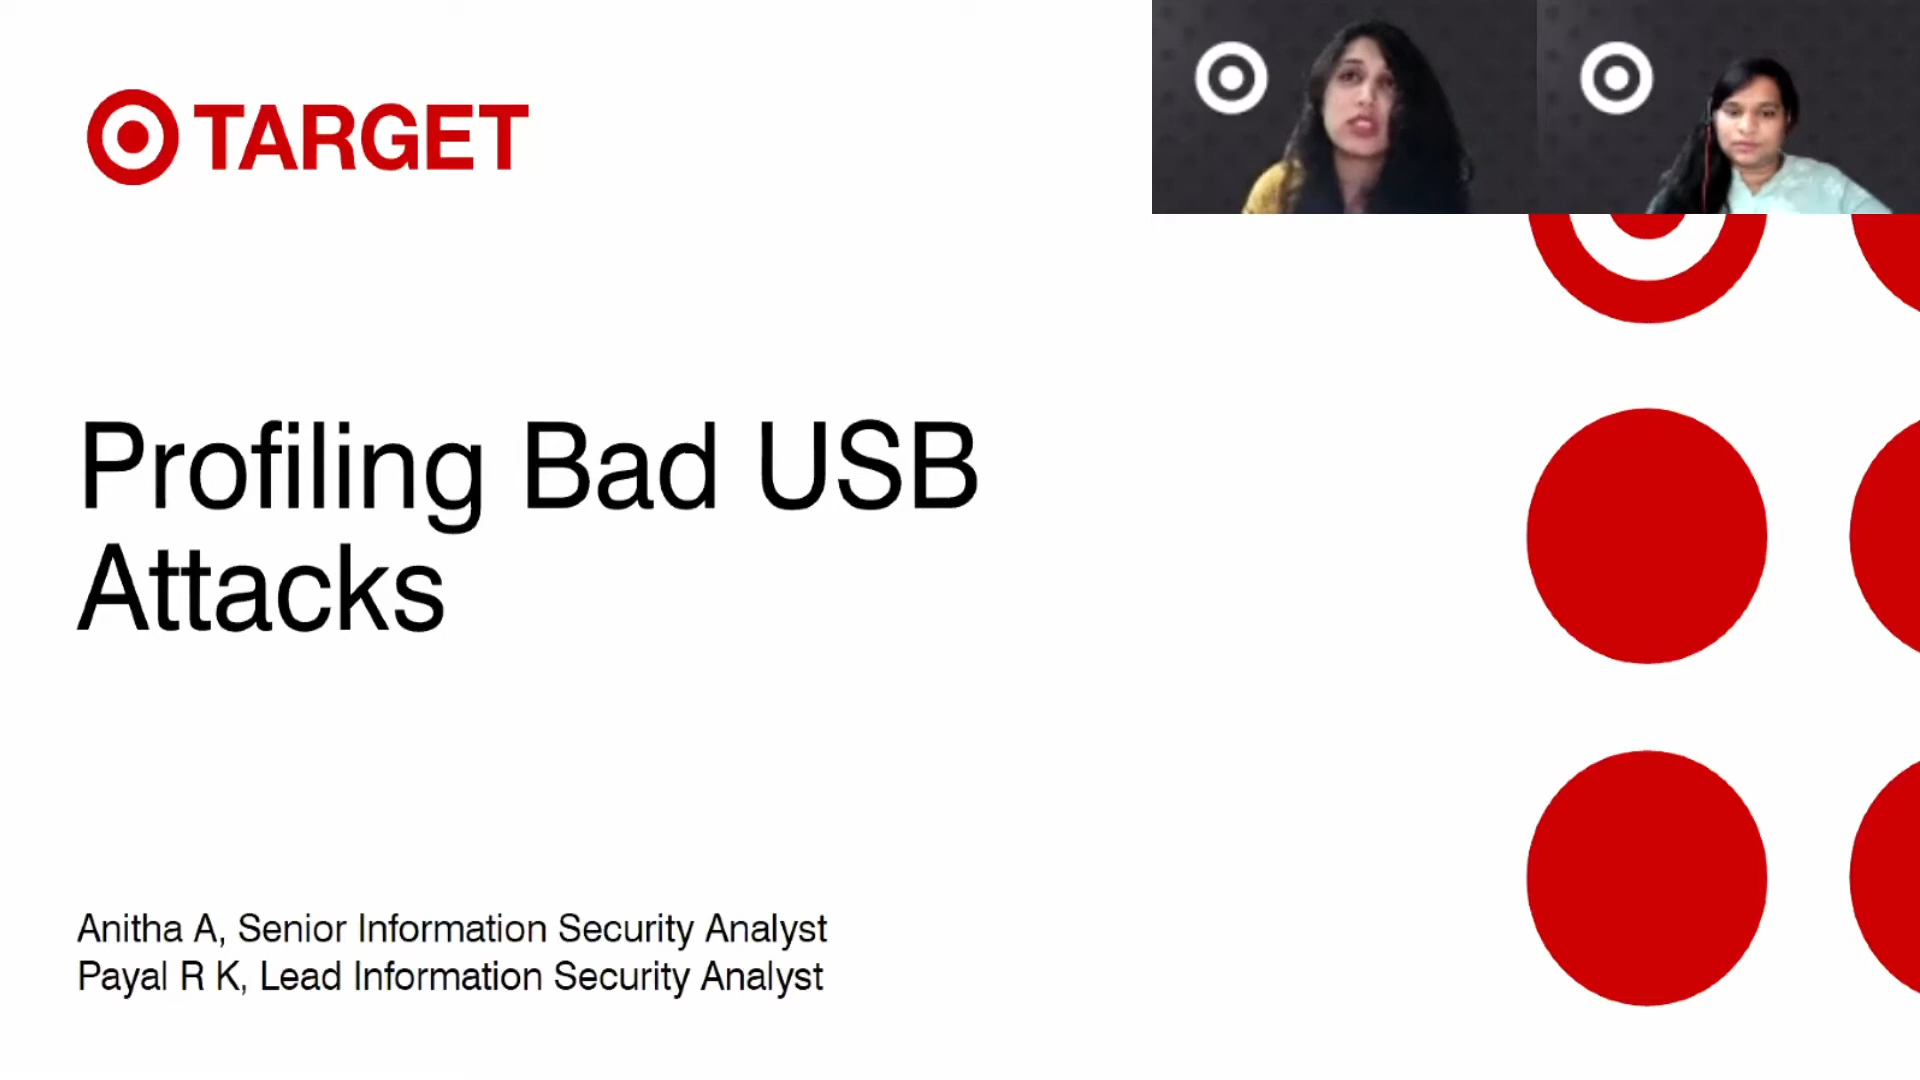 TARGET
Profiling Bad USB
Attacks
Anitha A, Senior Information Security Analyst
Payal R K, Lead Information Security Analyst